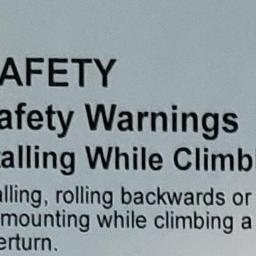 AFETY
afety Warnings
alling While Climb
alling, rolling backwards or
mounting while climbing a
erturn.